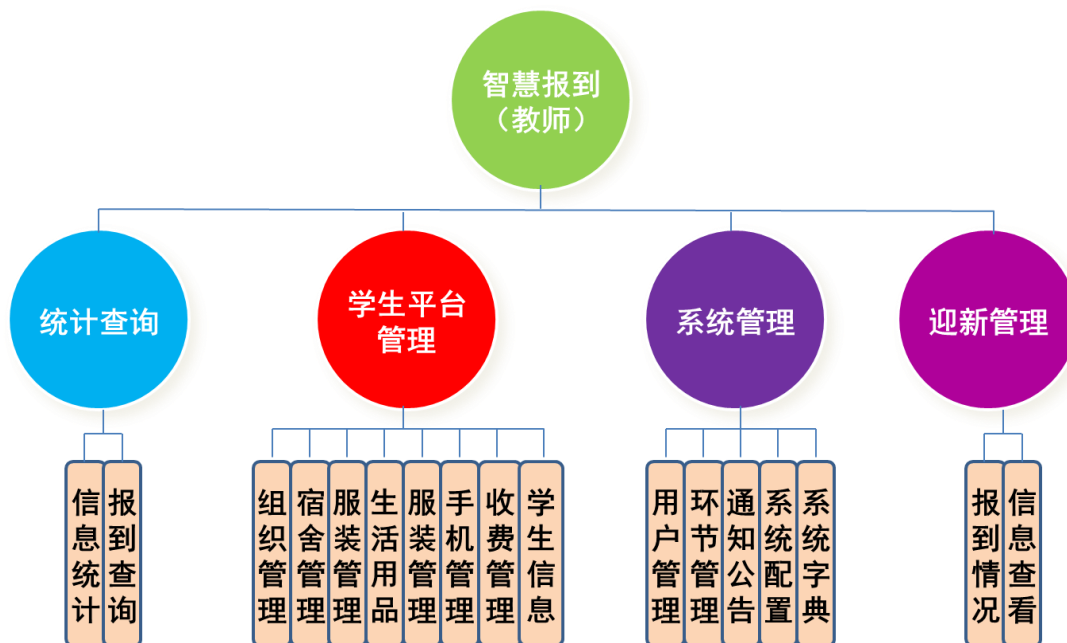 智慧报到
（教师）
统计查询
学生平台
管理
系统管理
迎新管理
信息统计
报到查询
组织管理
宿舍管理
服装管理
生活用品
服装管理
手机管理
收费管理
学生信息
用户管理
环节管理
通知公告
系统配置
系统字典
报到情况
信息查看